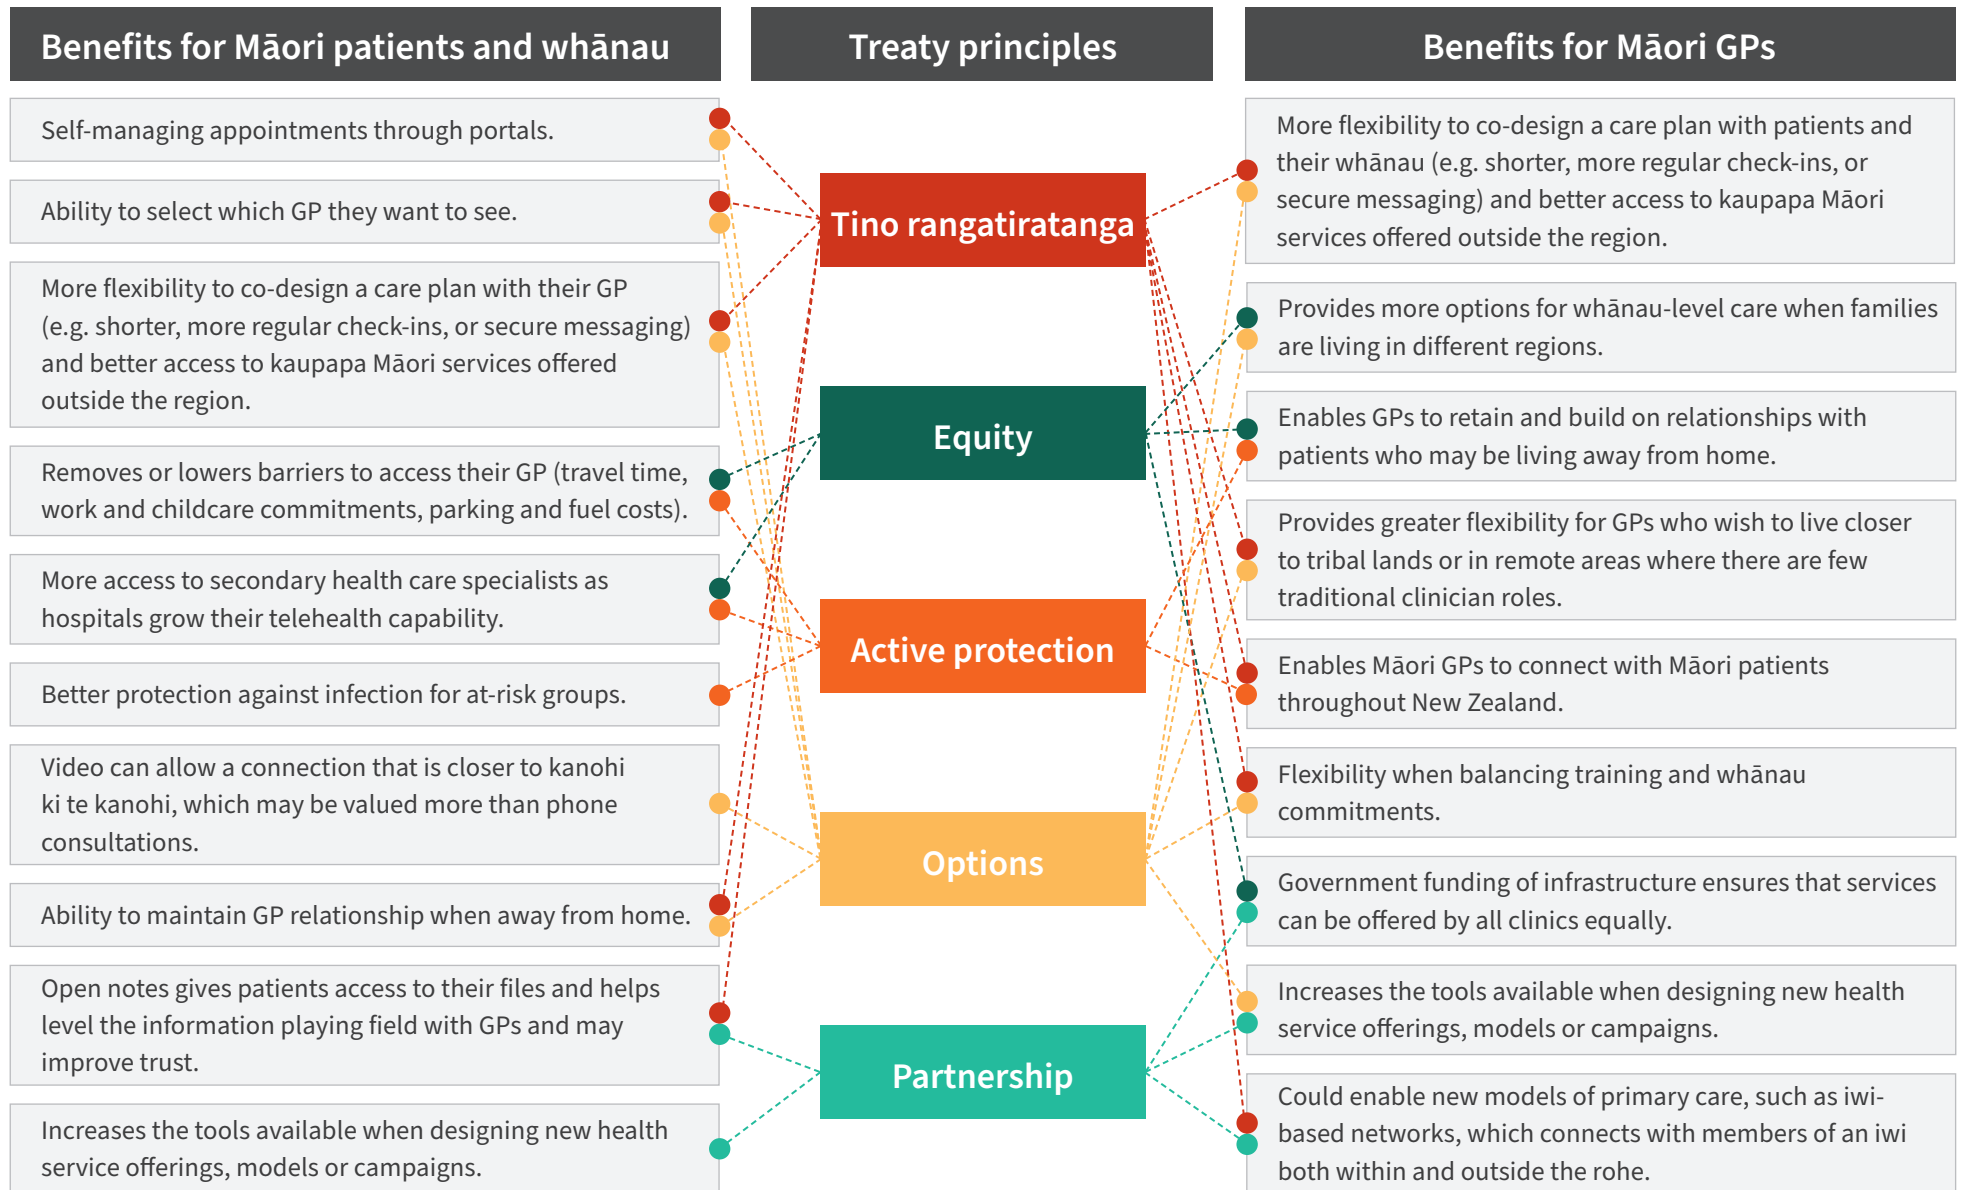 Benefits for Māori patients and whānau
Self-managing appointments through portals.
Ability to select which GP they want to see.
More flexibility to co-design a care plan with their GP
(e.g. shorter, more regular check-ins, or secure messaging)
and better access to kaupapa Māori services offered
outside the region.
Removes or lowers barriers to access their GP (travel time,
work and childcare commitments, parking and fuel costs).
More access to secondary health care specialists as
hospitals grow their telehealth capability.
Better protection against infection for at-risk groups.
Video can allow a connection that is closer to kanohi
ki te kanohi, which may be valued more than phone
consultations.
Ability to maintain GP relationship when away from home.
Open notes gives patients access to their files and helps
level the information playing field with GPs and may
improve trust.
Increases the tools available when designing new health
service offerings, models or campaigns.
Treaty principles
Tino rangatiratanga
Equity
Active protection
Options
Partnership
Benefits for Māori GPs
More flexibility to co-design a care plan with patients and
their whānau (e.g. shorter, more regular check-ins, or
secure messaging) and better access to kaupapa Māori
services offered outside the region.
Provides more options for whānau-level care when families
are living in different regions.
Enables GPs to retain and build on relationships with
patients who may be living away from home.
Provides greater flexibility for GPs who wish to live closer
to tribal lands or in remote areas where there are few
traditional clinician roles.
Enables Māori GPs to connect with Māori patients
throughout New Zealand.
Flexibility when balancing training and whānau
commitments.
Government funding of infrastructure ensures that services
can be offered by all clinics equally.
Increases the tools available when designing new health
service offerings, models or campaigns.
Could enable new models of primary care, such as iwi-
based networks, which connects with members of an iwi
both within and outside the rohe.